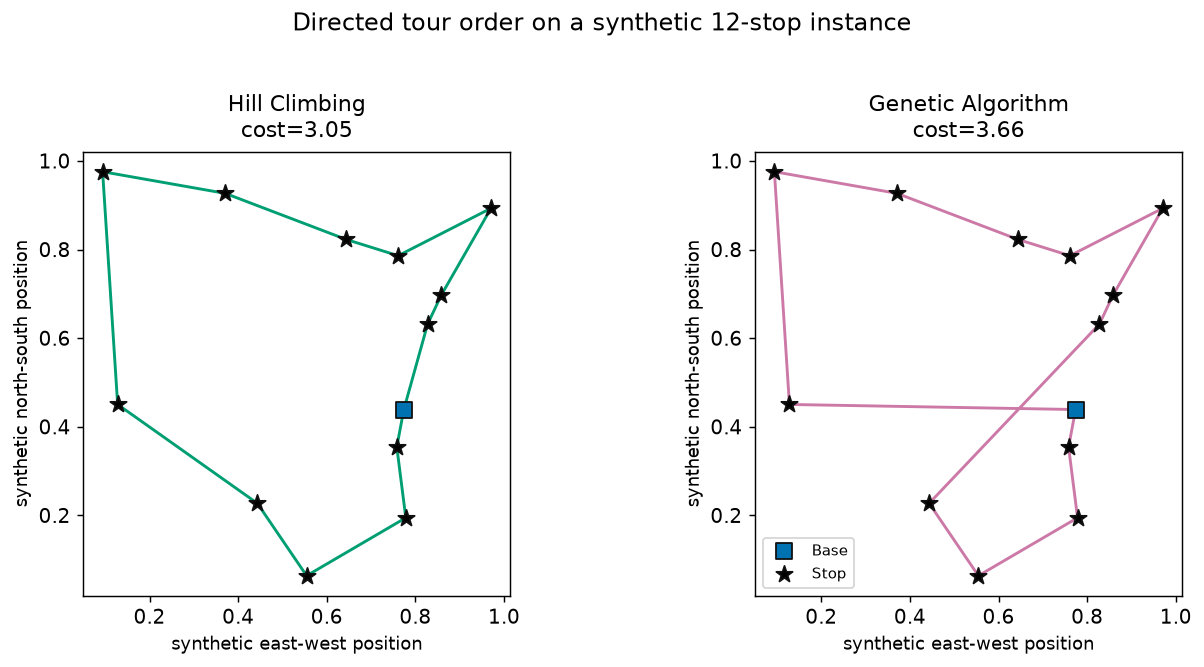 Directed tour order on a synthetic 12-stop instance
Hill Climbing
cost=3.05
1.0
0.8
0.6
0.4
0.2
synthetic north-south position
0.2
0.4
0.6
0.8
1.0
synthetic east-west position
Genetic Algorithm
cost=3.66
1.0
0.8
0.6
0.4
0.2
synthetic north-south position
Base
Stop
0.2
0.4
0.6
0.8
1.0
synthetic east-west position